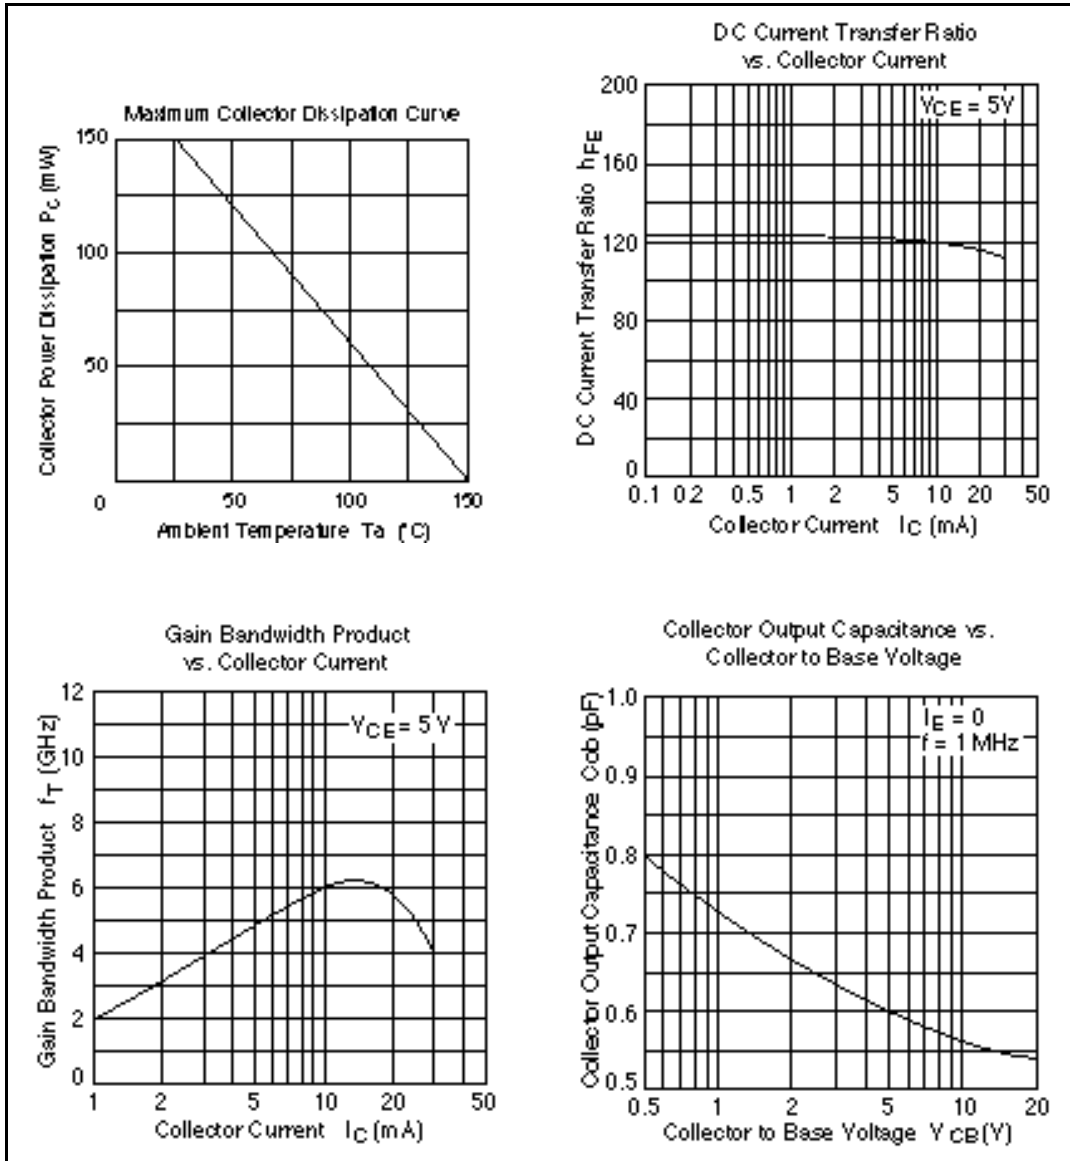 Maximum Collector Dissipation Curve
150
100
50
0
50
100
150
Collector Power Dissipation PC (mW)
Ambient Temperature Ta (°C)
DC Current Transfer Ratio
vs. Collector Current
VCE = 5V
200
160
120
80
40
0
0.1 0.2 0.5 1 2 5 10 20 50
DC Current Transfer Ratio hFE
Collector Current IC (mA)
Gain Bandwidth Product
vs. Collector Current
VCE = 5 V
12
10
8
6
4
2
0
1 2 5 10 20 50
Gain Bandwidth Product fT (GHz)
Collector Current IC (mA)
Collector Output Capacitance vs.
Collector to Base Voltage
IE = 0
f = 1 MHz
1.0
0.9
0.8
0.7
0.6
0.5
0.5 1 2 5 10 20
Collector Output Capacitance Cob (pF)
Collector to Base Voltage VCB (V)